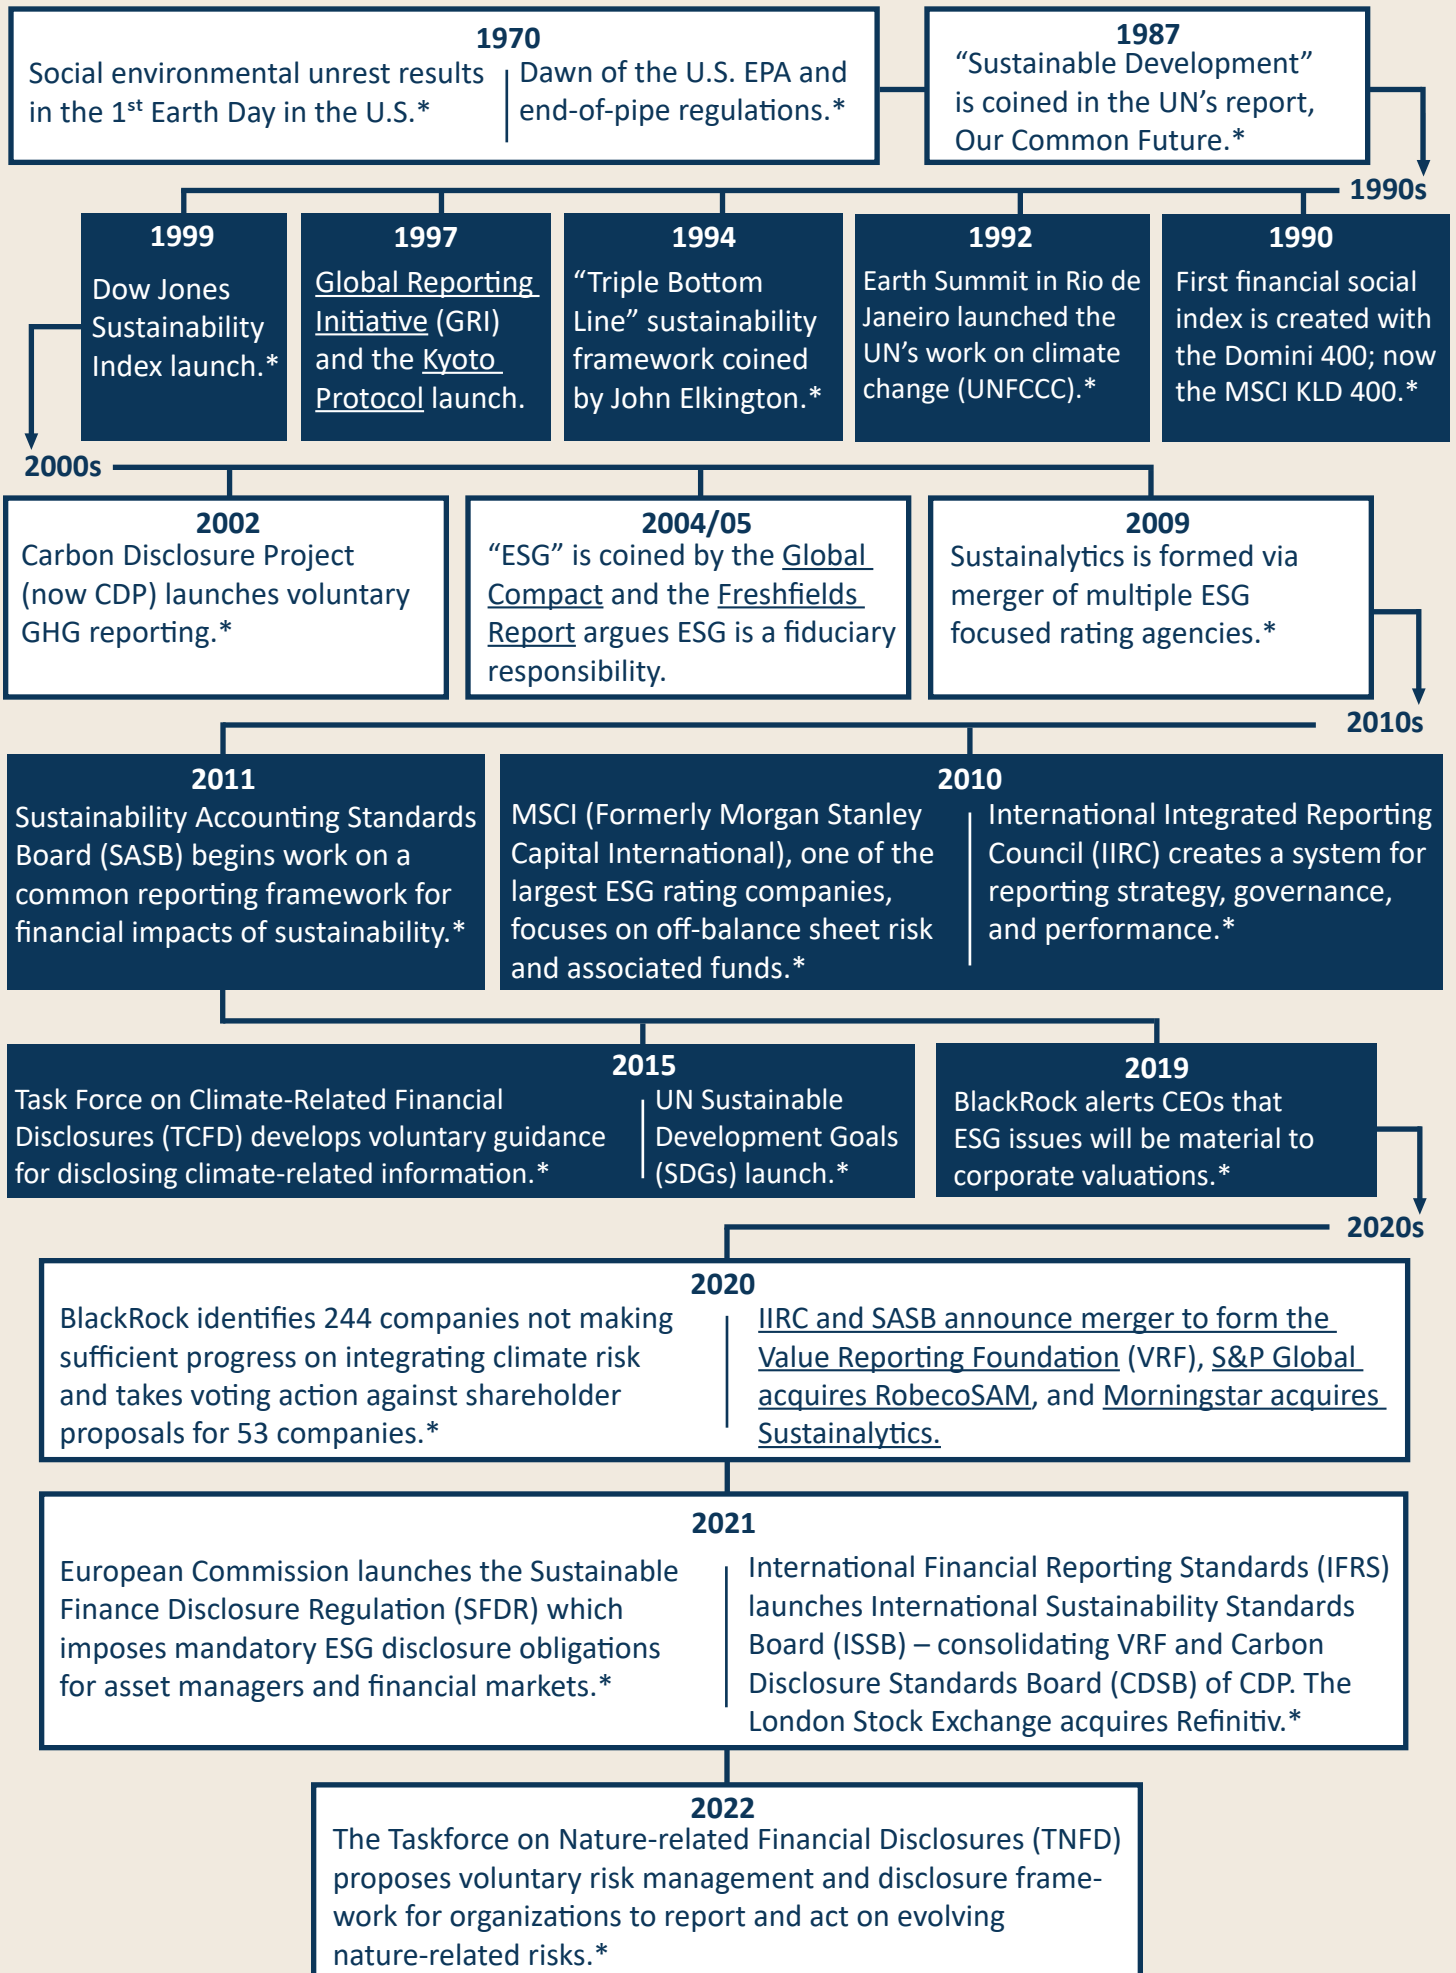 1970
Social environmental unrest results
in the 1st Earth Day in the U.S.*
Dawn of the U.S. EPA and
end-of-pipe regulations.*
1987
“Sustainable Development”
is coined in the UN’s report,
Our Common Future.*
1990s
1999
Dow Jones
Sustainability
Index launch.*
1997
Global Reporting
Initiative (GRI)
and the Kyoto
Protocol launch.
1994
“Triple Bottom
Line” sustainability
framework coined
by John Elkington.*
1992
Earth Summit in Rio de
Janeiro launched the
UN’s work on climate
change (UNFCCC).*
1990
First financial social
index is created with
the Domini 400; now
the MSCI KLD 400.*
2000s
2002
Carbon Disclosure Project
(now CDP) launches voluntary
GHG reporting.*
2004/05
“ESG” is coined by the Global
Compact and the Freshfields
Report argues ESG is a fiduciary
responsibility.
2009
Sustainalytics is formed via
merger of multiple ESG
focused rating agencies.*
2010s
2011
Sustainability Accounting Standards
Board (SASB) begins work on a
common reporting framework for
financial impacts of sustainability.*
2010
MSCI (Formerly Morgan Stanley
Capital International), one of the
largest ESG rating companies,
focuses on off-balance sheet risk
and associated funds.*
International Integrated Reporting
Council (IIRC) creates a system for
reporting strategy, governance,
and performance.*
2015
Task Force on Climate-Related Financial
Disclosures (TCFD) develops voluntary guidance
for disclosing climate-related information.*
UN Sustainable
Development Goals
(SDGs) launch.*
2019
BlackRock alerts CEOs that
ESG issues will be material to
corporate valuations.*
2020s
2020
BlackRock identifies 244 companies not making
sufficient progress on integrating climate risk
and takes voting action against shareholder
proposals for 53 companies.*
IIRC and SASB announce merger to form the
Value Reporting Foundation (VRF), S&P Global
acquires RobecoSAM, and Morningstar acquires
Sustainalytics.
2021
European Commission launches the Sustainable
Finance Disclosure Regulation (SFDR) which
imposes mandatory ESG disclosure obligations
for asset managers and financial markets.*
International Financial Reporting Standards (IFRS)
launches International Sustainability Standards
Board (ISSB) – consolidating VRF and Carbon
Disclosure Standards Board (CDSB) of CDP. The
London Stock Exchange acquires Refinitiv.*
2022
The Taskforce on Nature-related Financial Disclosures (TNFD)
proposes voluntary risk management and disclosure frame-
work for organizations to report and act on evolving
nature-related risks.*